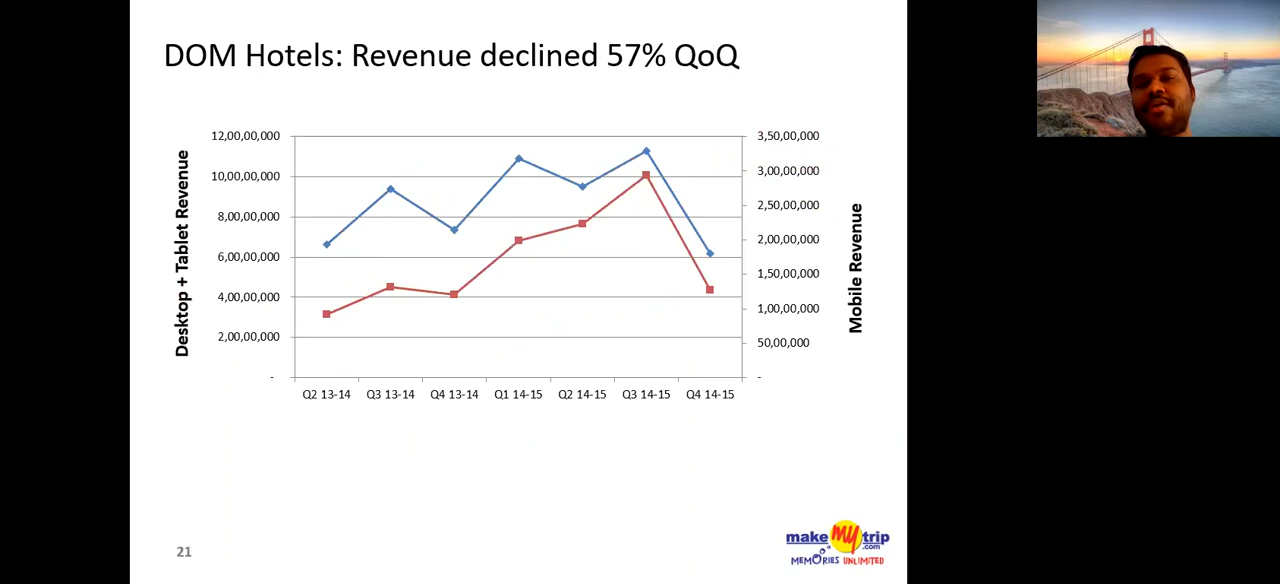 DOM Hotels: Revenue declined 57% QoQ
Desktop + Tablet Revenue
12,00,00,000
10,00,00,000
8,00,00,000
6,00,00,000
4,00,00,000
2,00,00,000
-
3,50,00,000
3,00,00,000
2,50,00,000
2,00,00,000
1,50,00,000
1,00,00,000
50,00,000
-
Mobile Revenue
Q2 13-14 Q3 13-14 Q4 13-14 Q1 14-15 Q2 14-15 Q3 14-15 Q4 14-15
21
make my trip
.com
MEMORIES UNLIMITED